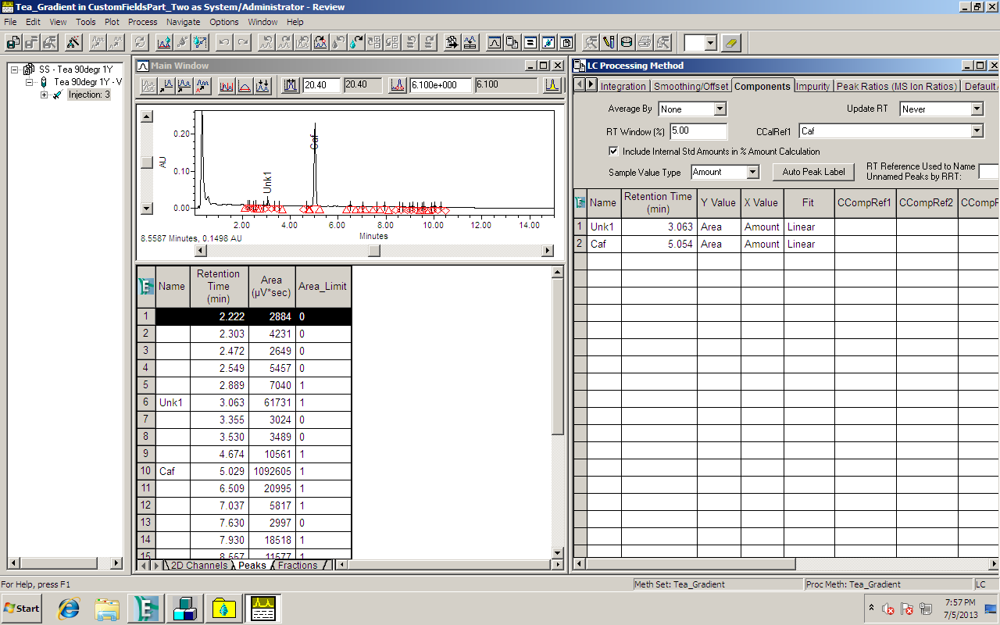 Tea_Gradient in CustomFieldsPart_Two as System/Administrator - Review
File Edit View Tools Plot Process Navigate Options Window Help
SS - Tea 90degr 1Y
Tea 90degr 1Y - V
Injection: 3
Main Window
20.40 20.40 6.100e+000 6.100
AU
0.20
0.10
0.00
Unk1
Caf
2.00 4.00 6.00 8.00 10.00 12.00 14.00
Minutes
8.5587 Minutes, 0.1498 AU
Name Retention Time (min) Area (µV*sec) Area_Limit
1 2.222 2884 0
2 2.303 4231 0
3 2.472 2649 0
4 2.549 5457 0
5 2.889 7040 1
6 Unk1 3.063 61731 1
7 3.355 3024 0
8 3.530 3489 0
9 4.674 10561 1
10 Caf 5.029 1092605 1
11 6.509 20995 1
12 7.037 5817 1
13 7.630 2997 0
14 7.930 18518 1
15 8.557 11577 1
2D Channels Peaks Fractions
LC Processing Method
Integration Smoothing/Offset Components Impurity Peak Ratios (MS Ion Ratios) Default
Average By None Update RT Never
RT Window (%) 5.00 CCalRef1 Caf
Include Internal Std Amounts in % Amount Calculation
Sample Value Type Amount Auto Peak Label RT Reference Used to Name Unnamed Peaks by RRT:
Name Retention Time (min) Y Value X Value Fit CCompRef1 CCompRef2 CCompF
1 Unk1 3.063 Area Amount Linear
2 Caf 5.054 Area Amount Linear
For Help, press F1
Meth Set: Tea_Gradient Proc Meth: Tea_Gradient LC
Start
7:57 PM
7/5/2013